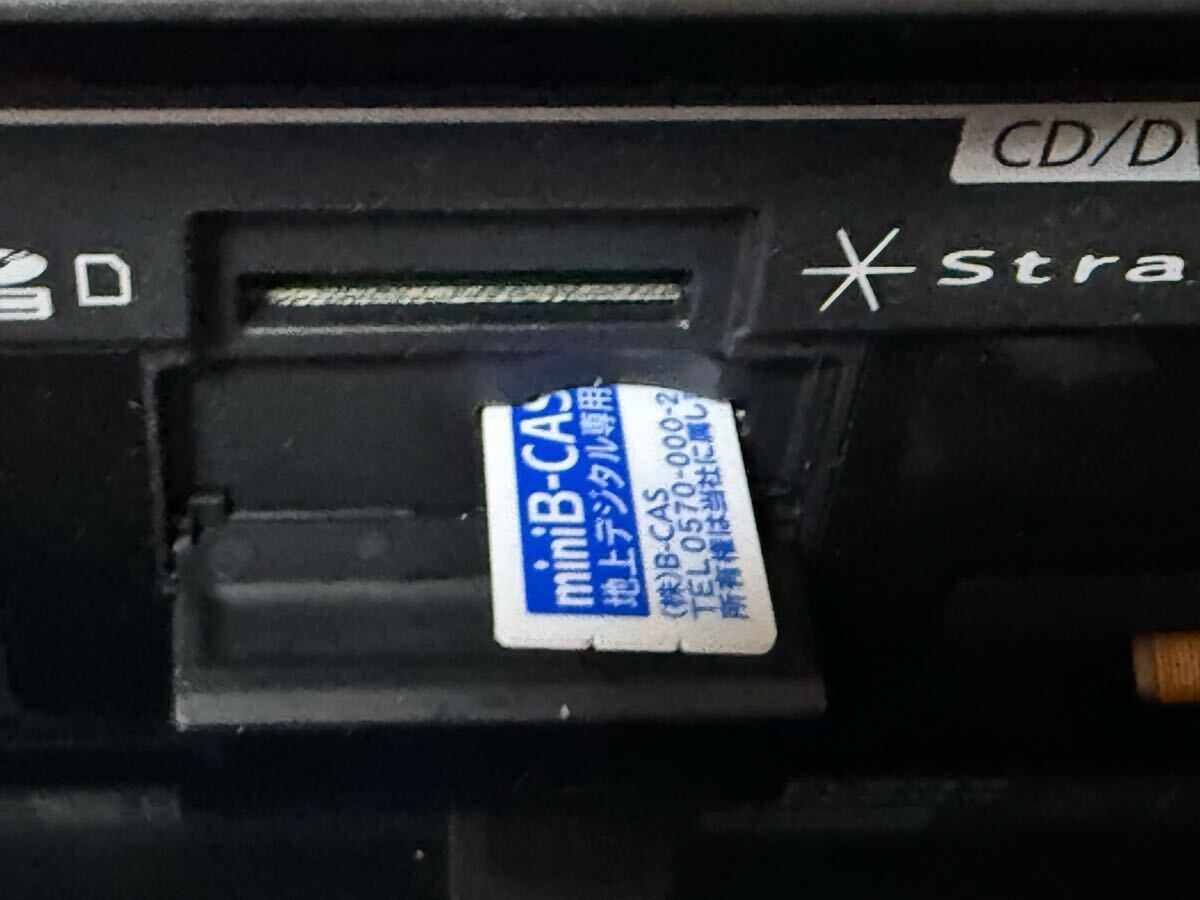 CD/DV
Stra
miniB-CAS
地上デジタル専用
(株)B-CAS
TEL 0570-000-2
所有権は当社に属し